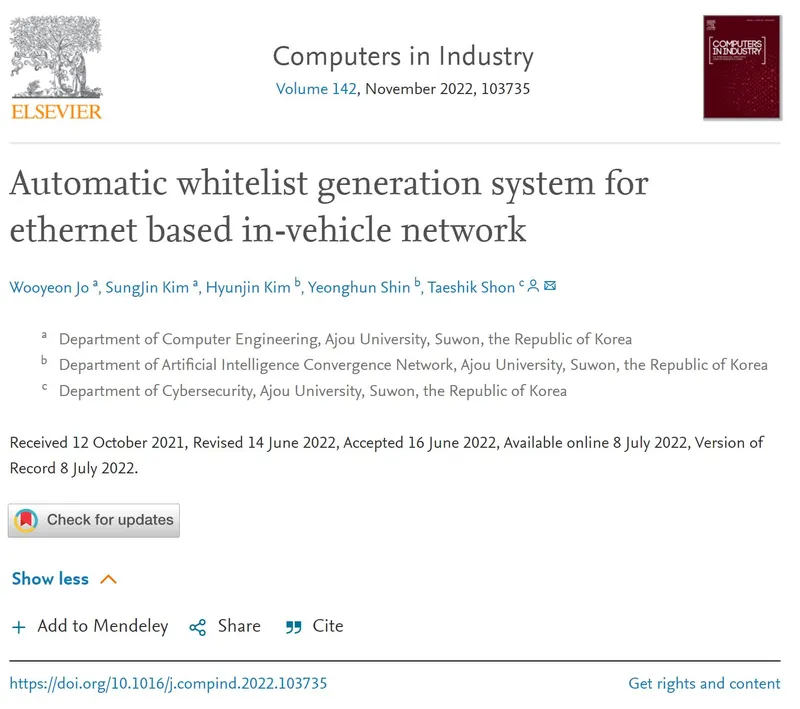 ELSEVIER
Computers in Industry
Volume 142, November 2022, 103735
COMPUTERS
IN INDUSTRY
Automatic whitelist generation system for
ethernet based in-vehicle network
Wooyeon Jo a, SungJin Kim a, Hyunjin Kim b, Yeonghun Shin b, Taeshik Shon c
a Department of Computer Engineering, Ajou University, Suwon, the Republic of Korea
b Department of Artificial Intelligence Convergence Network, Ajou University, Suwon, the Republic of Korea
c Department of Cybersecurity, Ajou University, Suwon, the Republic of Korea
Received 12 October 2021, Revised 14 June 2022, Accepted 16 June 2022, Available online 8 July 2022, Version of
Record 8 July 2022.
Check for updates
Show less
+ Add to Mendeley Share Cite
https://doi.org/10.1016/j.compind.2022.103735 Get rights and content